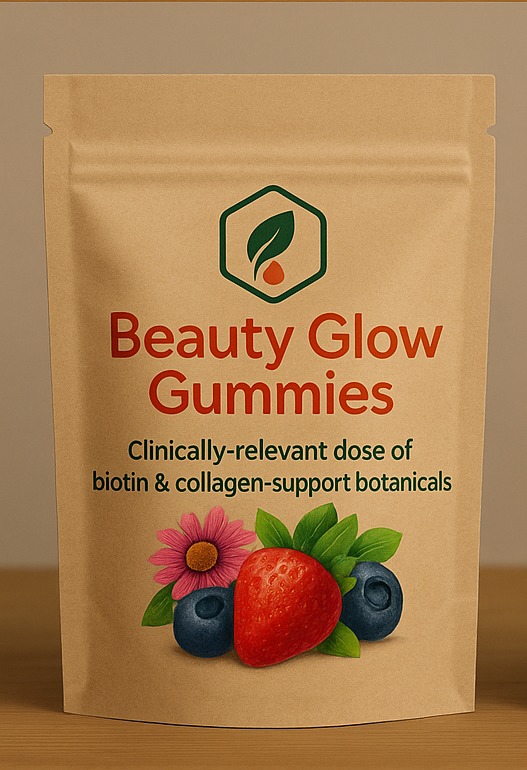 Beauty Glow
Gummies
Clinically-relevant dose of
biotin & collagen-support botanicals